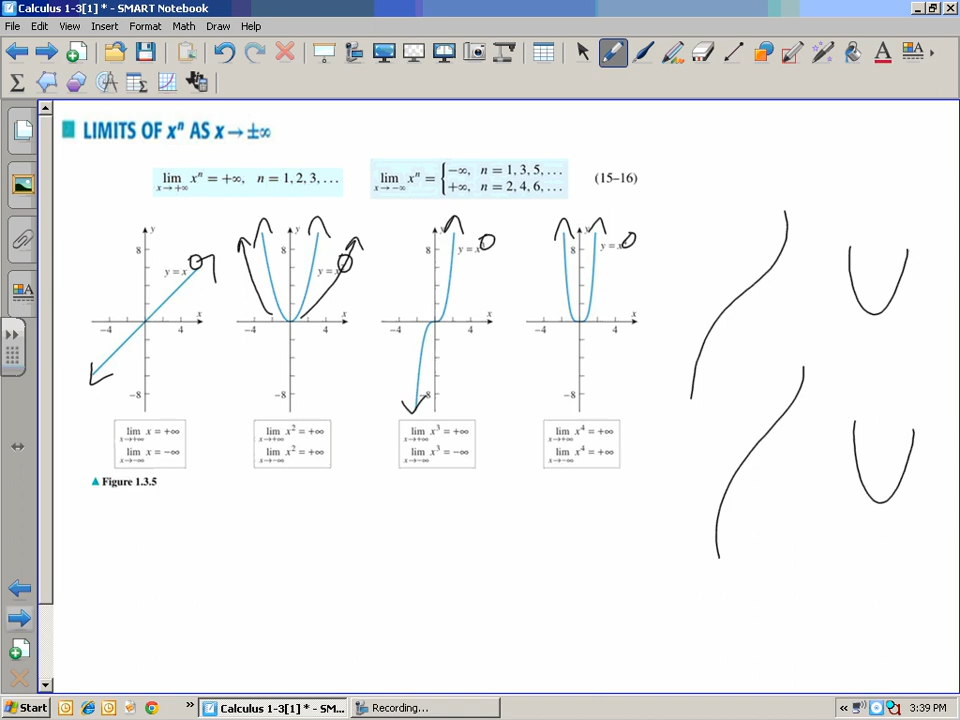 Calculus 1-3[1] * - SMART Notebook
File Edit View Insert Format Math Draw Help
LIMITS OF xⁿ AS x → ±∞
lim xⁿ = +∞, n = 1, 2, 3, . . .
x→+∞
lim xⁿ = { −∞, n = 1, 3, 5, . . .
+∞, n = 2, 4, 6, . . .
x→−∞
(15–16)
y y y y
8 8 8 8
y = x y = x y = x y = x
x x x x
−4 4 −4 4 −4 4 −4 4
−8 −8 −8 −8
lim x = +∞
x→+∞
lim x = −∞
x→−∞
lim x² = +∞
x→+∞
lim x² = +∞
x→−∞
lim x³ = +∞
x→+∞
lim x³ = −∞
x→−∞
lim x⁴ = +∞
x→+∞
lim x⁴ = +∞
x→−∞
▲ Figure 1.3.5
Start
Calculus 1-3[1] * - SM...
Recording...
3:39 PM